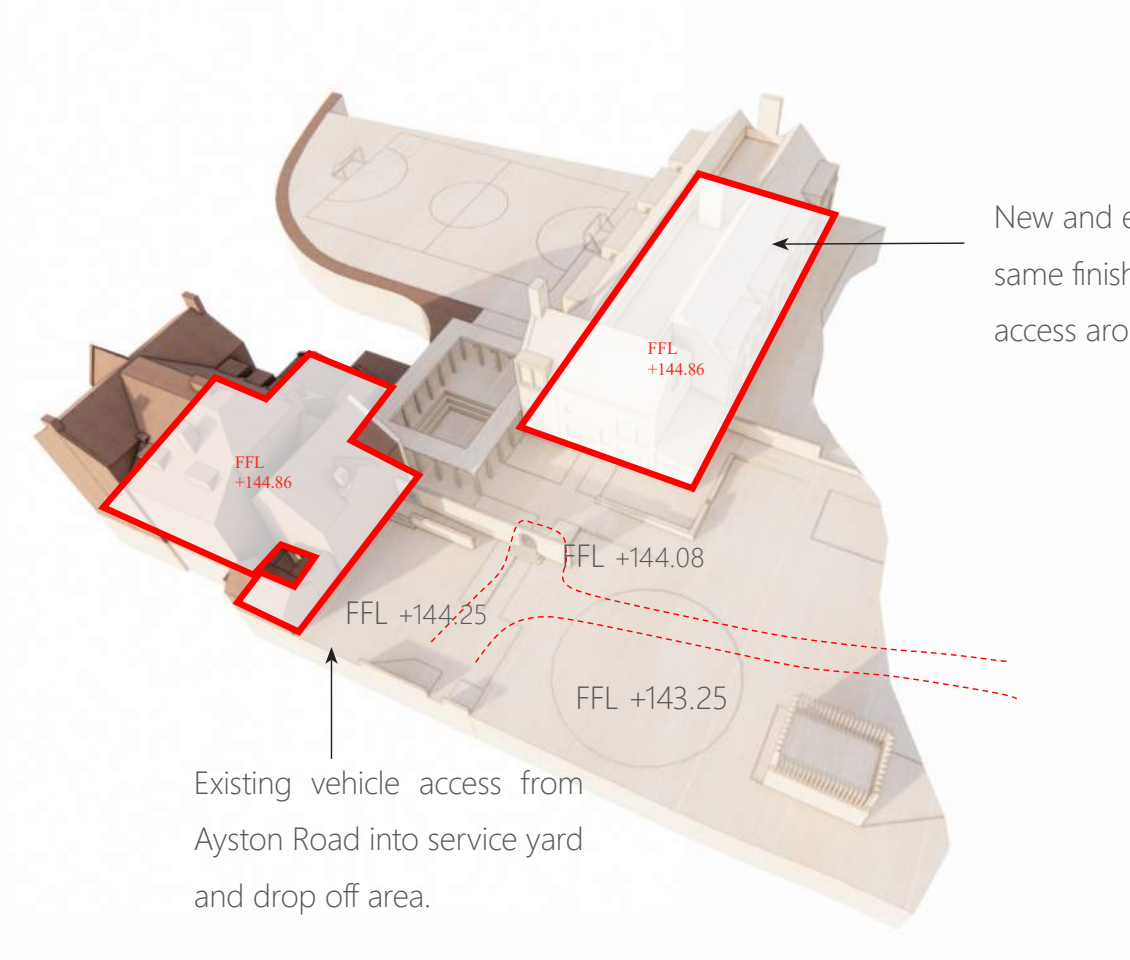 New and e
same finish
access aro
FFL
+144.86
FFL
+144.86
FFL +144.08
FFL +144.25
FFL +143.25
Existing vehicle access from
Ayston Road into service yard
and drop off area.